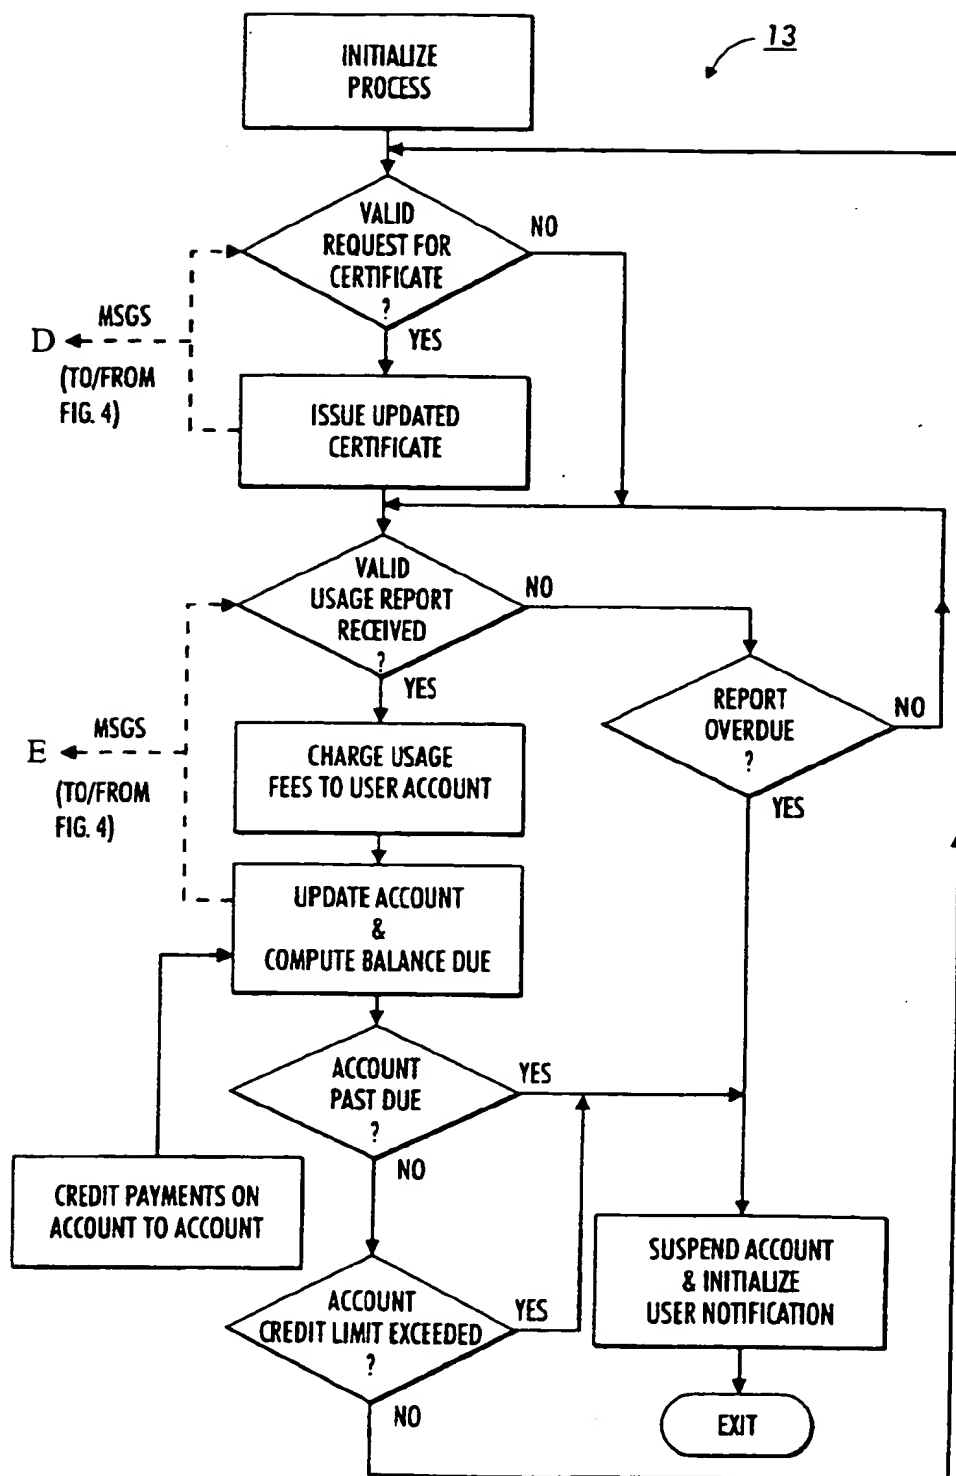 INITIALIZE
PROCESS
13
VALID
REQUEST FOR
CERTIFICATE
?
NO
YES
D
MSGS
(TO/FROM
FIG. 4)
ISSUE UPDATED
CERTIFICATE
VALID
USAGE REPORT
RECEIVED
?
NO
YES
REPORT
OVERDUE
?
NO
YES
E
MSGS
(TO/FROM
FIG. 4)
CHARGE USAGE
FEES TO USER ACCOUNT
UPDATE ACCOUNT
&
COMPUTE BALANCE DUE
ACCOUNT
PAST DUE
?
YES
NO
CREDIT PAYMENTS ON
ACCOUNT TO ACCOUNT
SUSPEND ACCOUNT
& INITIALIZE
USER NOTIFICATION
ACCOUNT
CREDIT LIMIT EXCEEDED
?
YES
NO
EXIT